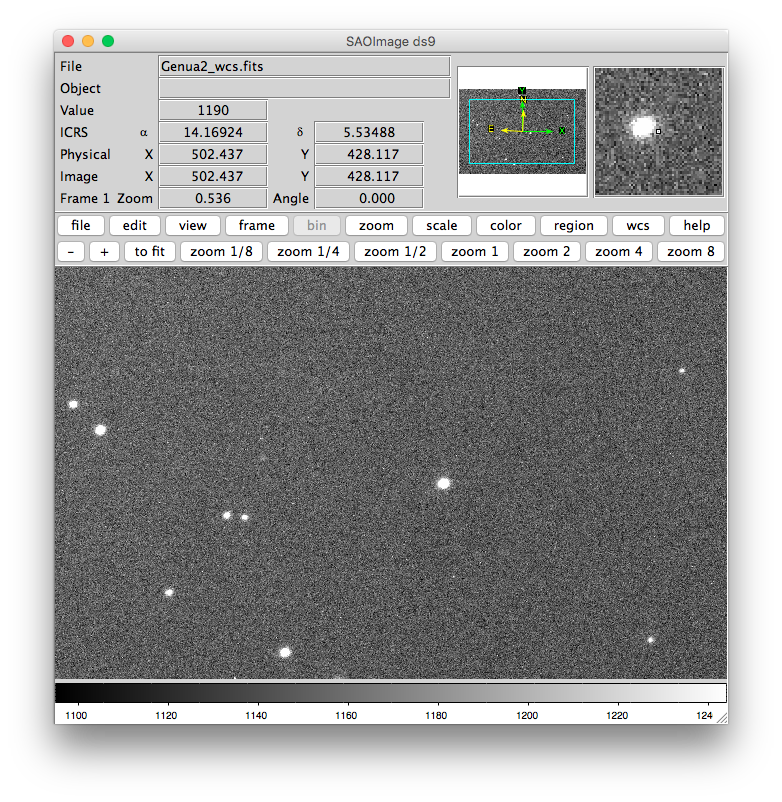 SAOImage ds9
File Genua2_wcs.fits
Object
Value 1190
ICRS α 14.16924 δ 5.53488
Physical X 502.437 Y 428.117
Image X 502.437 Y 428.117
Frame 1 Zoom 0.536 Angle 0.000
Y
N
E X
file edit view frame bin zoom scale color region wcs help
- + to fit zoom 1/8 zoom 1/4 zoom 1/2 zoom 1 zoom 2 zoom 4 zoom 8
1100 1120 1140 1160 1180 1200 1220 124